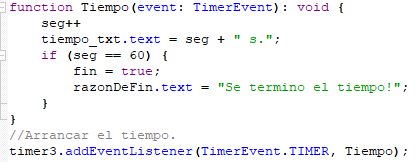 function Tiempo(event: TimerEvent): void {
seg++
tiempo_txt.text = seg + " s.";
if (seg == 60) {
fin = true;
razonDeFin.text = "Se termino el tiempo!";
}
}
//Arrancar el tiempo.
timer3.addEventListener(TimerEvent.TIMER, Tiempo);